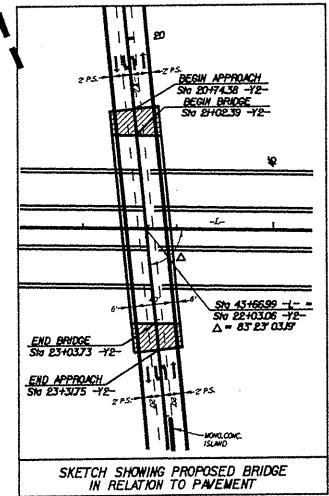 20
2' P.S.
2' P.S.
BEGIN APPROACH
Sta 20+74.38 -Y2-
BEGIN BRIDGE
Sta 21+02.39 -Y2-
45
-L-
Δ
Sta 43+66.99 -L- =
Sta 22+03.06 -Y2-
Δ = 83° 23' 03.19"
6'
6'
END BRIDGE
Sta 23+03.73 -Y2-
END APPROACH
Sta 23+31.75 -Y2-
2' P.S.
2' P.S.
MONO. CONC.
ISLAND
SKETCH SHOWING PROPOSED BRIDGE
IN RELATION TO PAVEMENT